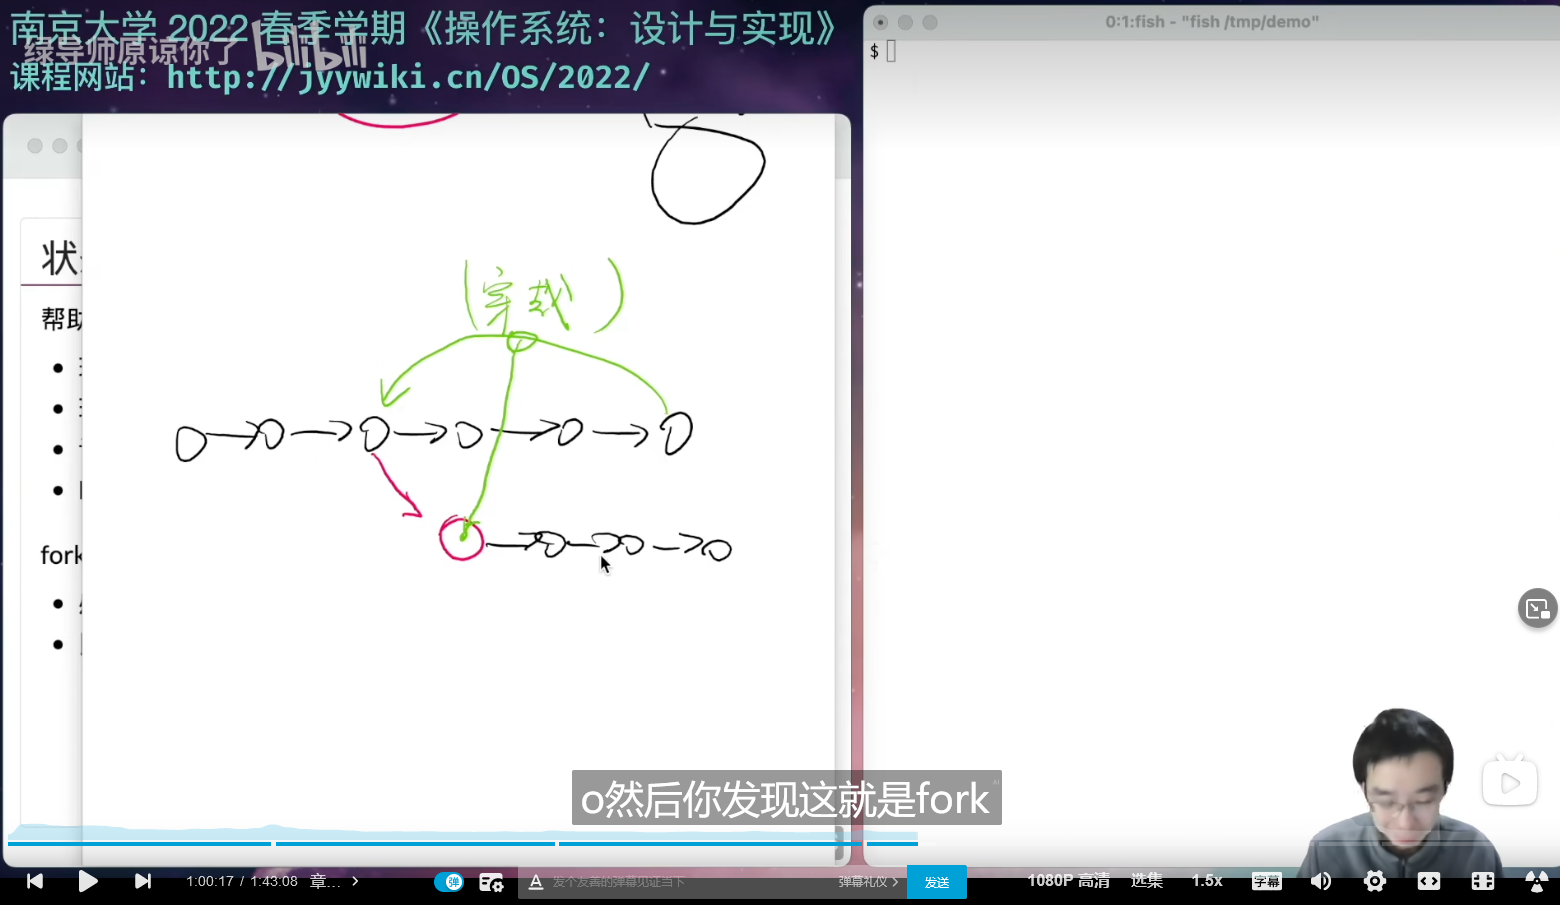 南京大学 2022 春季学期《操作系统：设计与实现》
绿导师原谅你了 bilibili
课程网站：http://jyywiki.cn/OS/2022/
0:1:fish - "fish /tmp/demo"
$
状
帮助
fork
(穿越)
o然后你发现这就是fork
1:00:17 / 1:43:08 章… 弹 发个友善的弹幕见证当下 弹幕礼仪 发送 1080P 高清 选集 1.5x 字幕